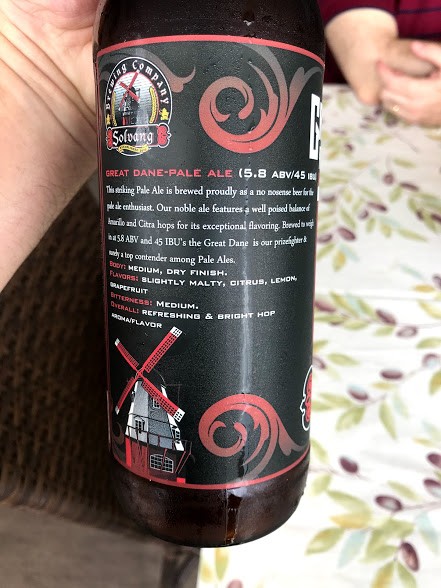 Brewing Company
Solvang
GREAT DANE-PALE ALE (5.8 ABV/45 IBU)
This striking Pale Ale is brewed proudly as a no nosense beer for the
pale ale enthusiast. Our noble ale features a well poised balance of
Amarillo and Citra hops for its exceptional flavoring. Brewed to weigh
in at 5.8 ABV and 45 IBU's the Great Dane is our prizefighter &
surely a top contender among Pale Ales.
BODY: MEDIUM, DRY FINISH.
FLAVORS: SLIGHTLY MALTY, CITRUS, LEMON,
GRAPEFRUIT
BITTERNESS: MEDIUM.
OVERALL: REFRESHING & BRIGHT HOP
AROMA/FLAVOR